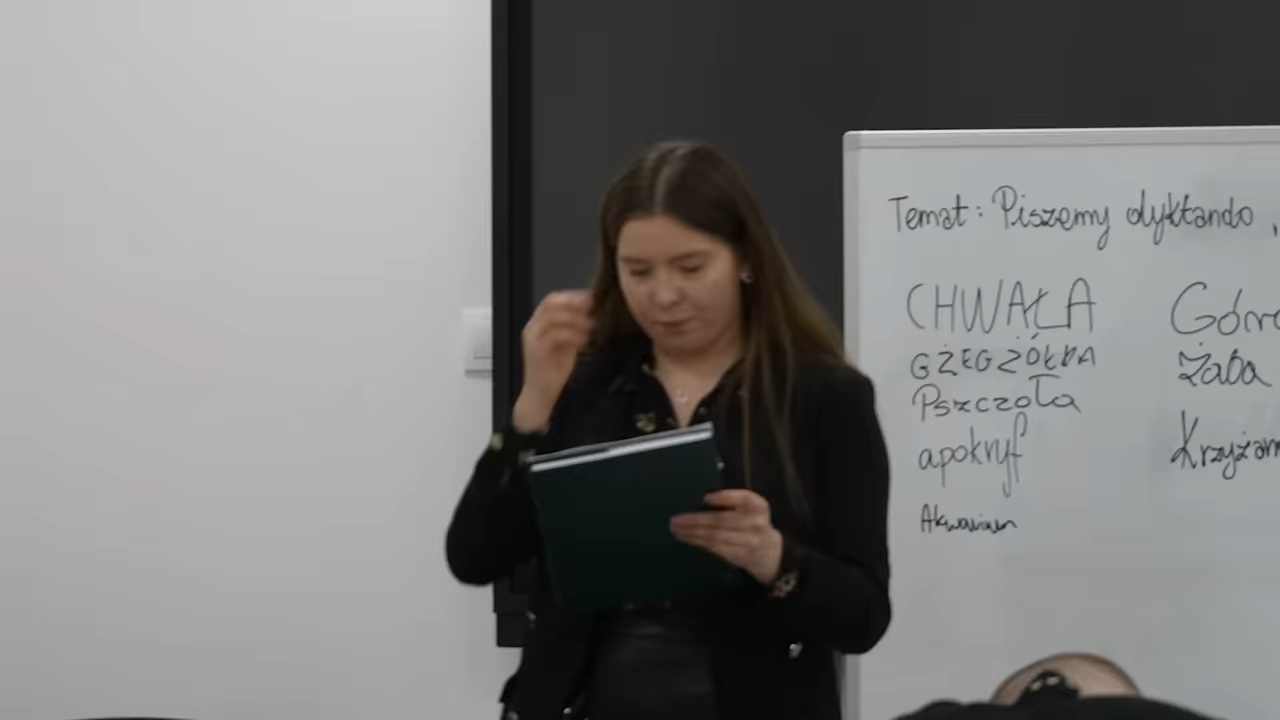 Temat: Piszemy dyktando,
CHWAŁA
GŻEGŻÓŁKA
Pszczoła
apokryf
Akwarium
Żaba